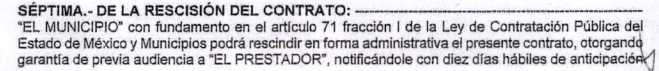 SÉPTIMA.- DE LA RESCISIÓN DEL CONTRATO: ------------------------------------------------------------
"EL MUNICIPIO" con fundamento en el artículo 71 fracción I de la Ley de Contratación Pública del
Estado de México y Municipios podrá rescindir en forma administrativa el presente contrato, otorgando
garantía de previa audiencia a "EL PRESTADOR", notificándole con diez días hábiles de anticipación